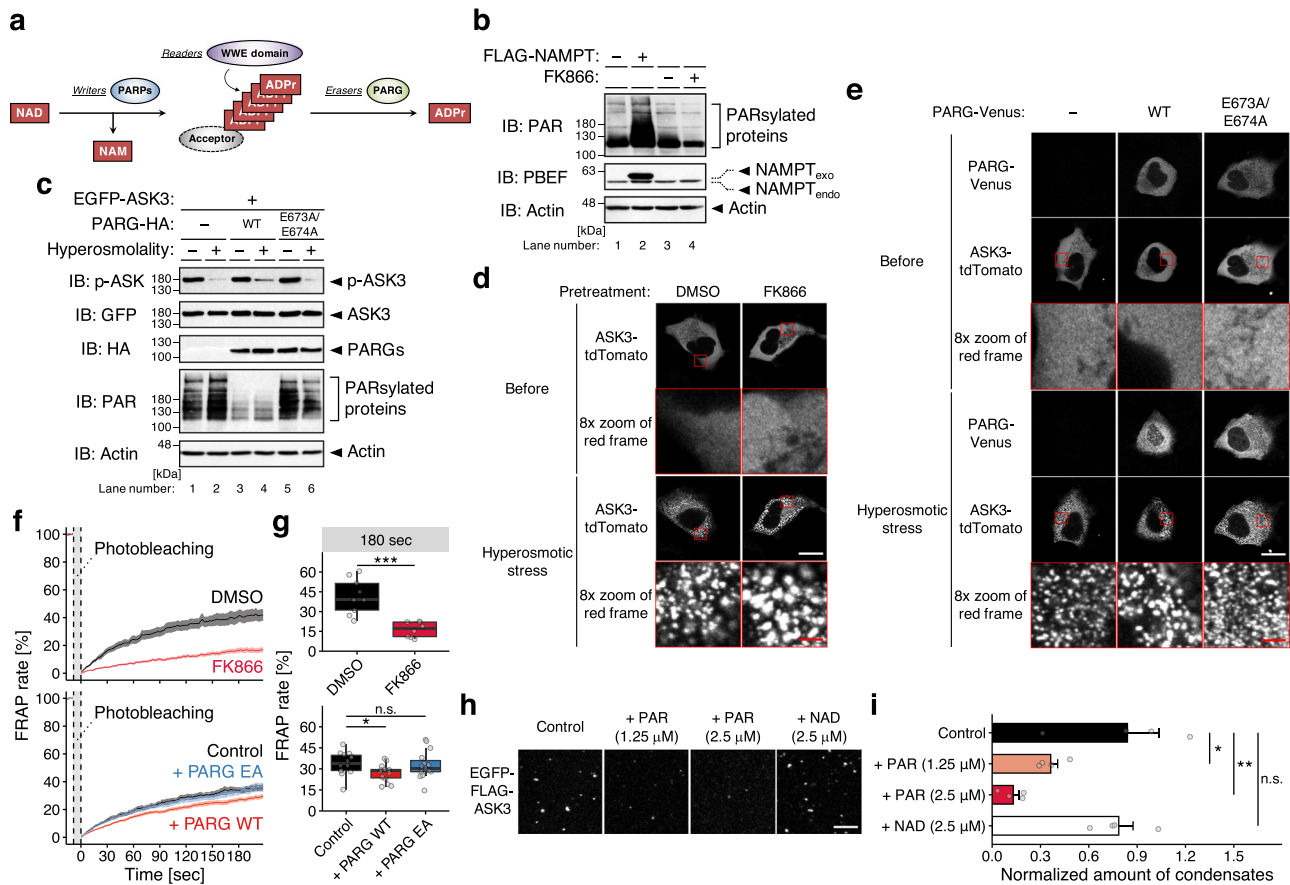 a
Readers
WWE domain
Writers
PARPs
ADPr
ADPr
ADPr
ADPr
Erasers
PARG
NAD
ADPr
Acceptor
NAM
b
FLAG-NAMPT: – + – –
FK866: – – – +
IB: PAR
180
130
100
PARsylated
proteins
IB: PBEF
63
NAMPTexo
NAMPTendo
IB: Actin
48
Actin
[kDa]
Lane number: 1 2 3 4
c
EGFP-ASK3: +
PARG-HA: – WT E673A/
E674A
Hyperosmolality: – + – + – +
IB: p-ASK
180
130
p-ASK3
IB: GFP
180
130
ASK3
IB: HA
130
100
PARGs
IB: PAR
180
130
100
PARsylated
proteins
IB: Actin
48
Actin
[kDa]
Lane number: 1 2 3 4 5 6
d
Pretreatment: DMSO FK866
Before
ASK3-
tdTomato
8x zoom of
red frame
Hyperosmotic
stress
ASK3-
tdTomato
8x zoom of
red frame
e
PARG-Venus: – WT E673A/
E674A
Before
PARG-
Venus
ASK3-
tdTomato
8x zoom of
red frame
Hyperosmotic
stress
PARG-
Venus
ASK3-
tdTomato
8x zoom of
red frame
f
FRAP rate [%]
100
80
60
40
20
0
Photobleaching
DMSO
FK866
100
80
60
40
20
0
Photobleaching
Control
+ PARG EA
+ PARG WT
0 30 60 90 120 150 180
Time [sec]
g
180 sec
FRAP rate [%]
60
45
30
15
0
***
DMSO
FK866
60
45
30
15
0
*
n.s.
Control
+ PARG WT
+ PARG EA
h
Control
+ PAR
(1.25 μM)
+ PAR
(2.5 μM)
+ NAD
(2.5 μM)
EGFP-
FLAG-
ASK3
i
Control
+ PAR (1.25 μM)
+ PAR (2.5 μM)
+ NAD (2.5 μM)
*
**
n.s.
0.0 0.3 0.6 0.9 1.2 1.5
Normalized amount of condensates